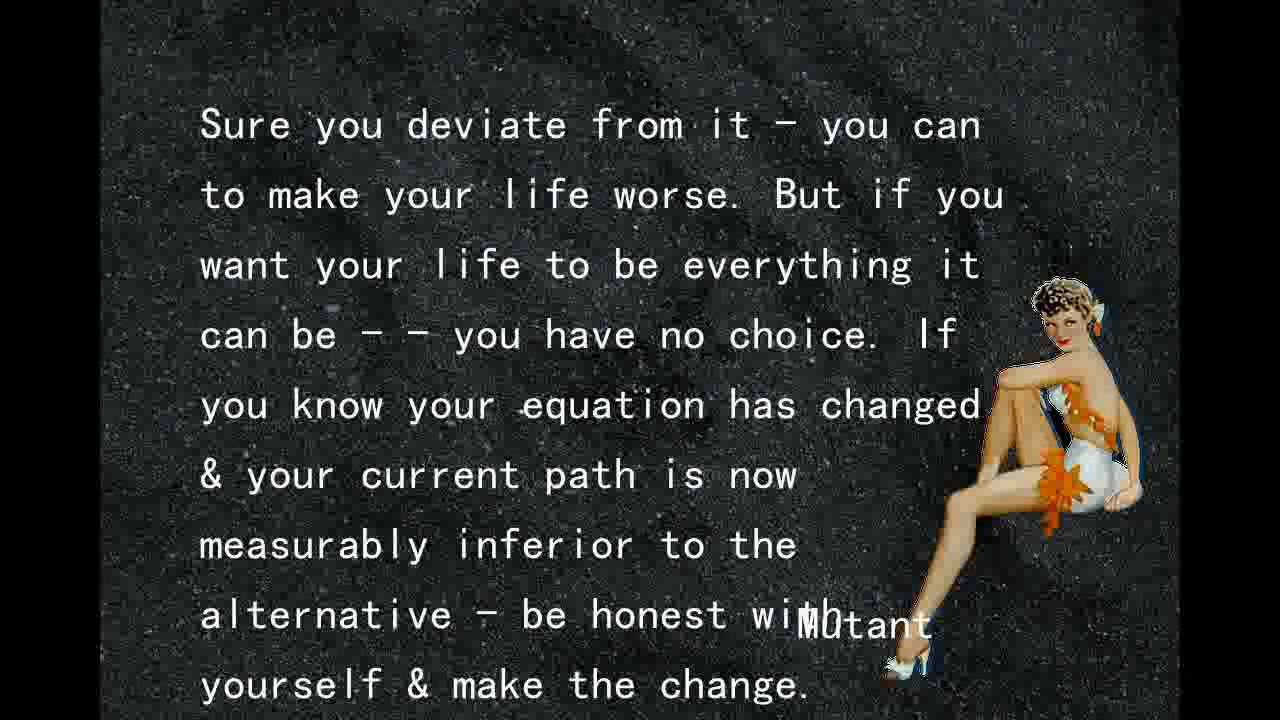 Sure you deviate from it – you can
to make your life worse. But if you
want your life to be everything it
can be – – you have no choice. If
you know your equation has changed
& your current path is now
measurably inferior to the
alternative – be honest with
Mutant
yourself & make the change.